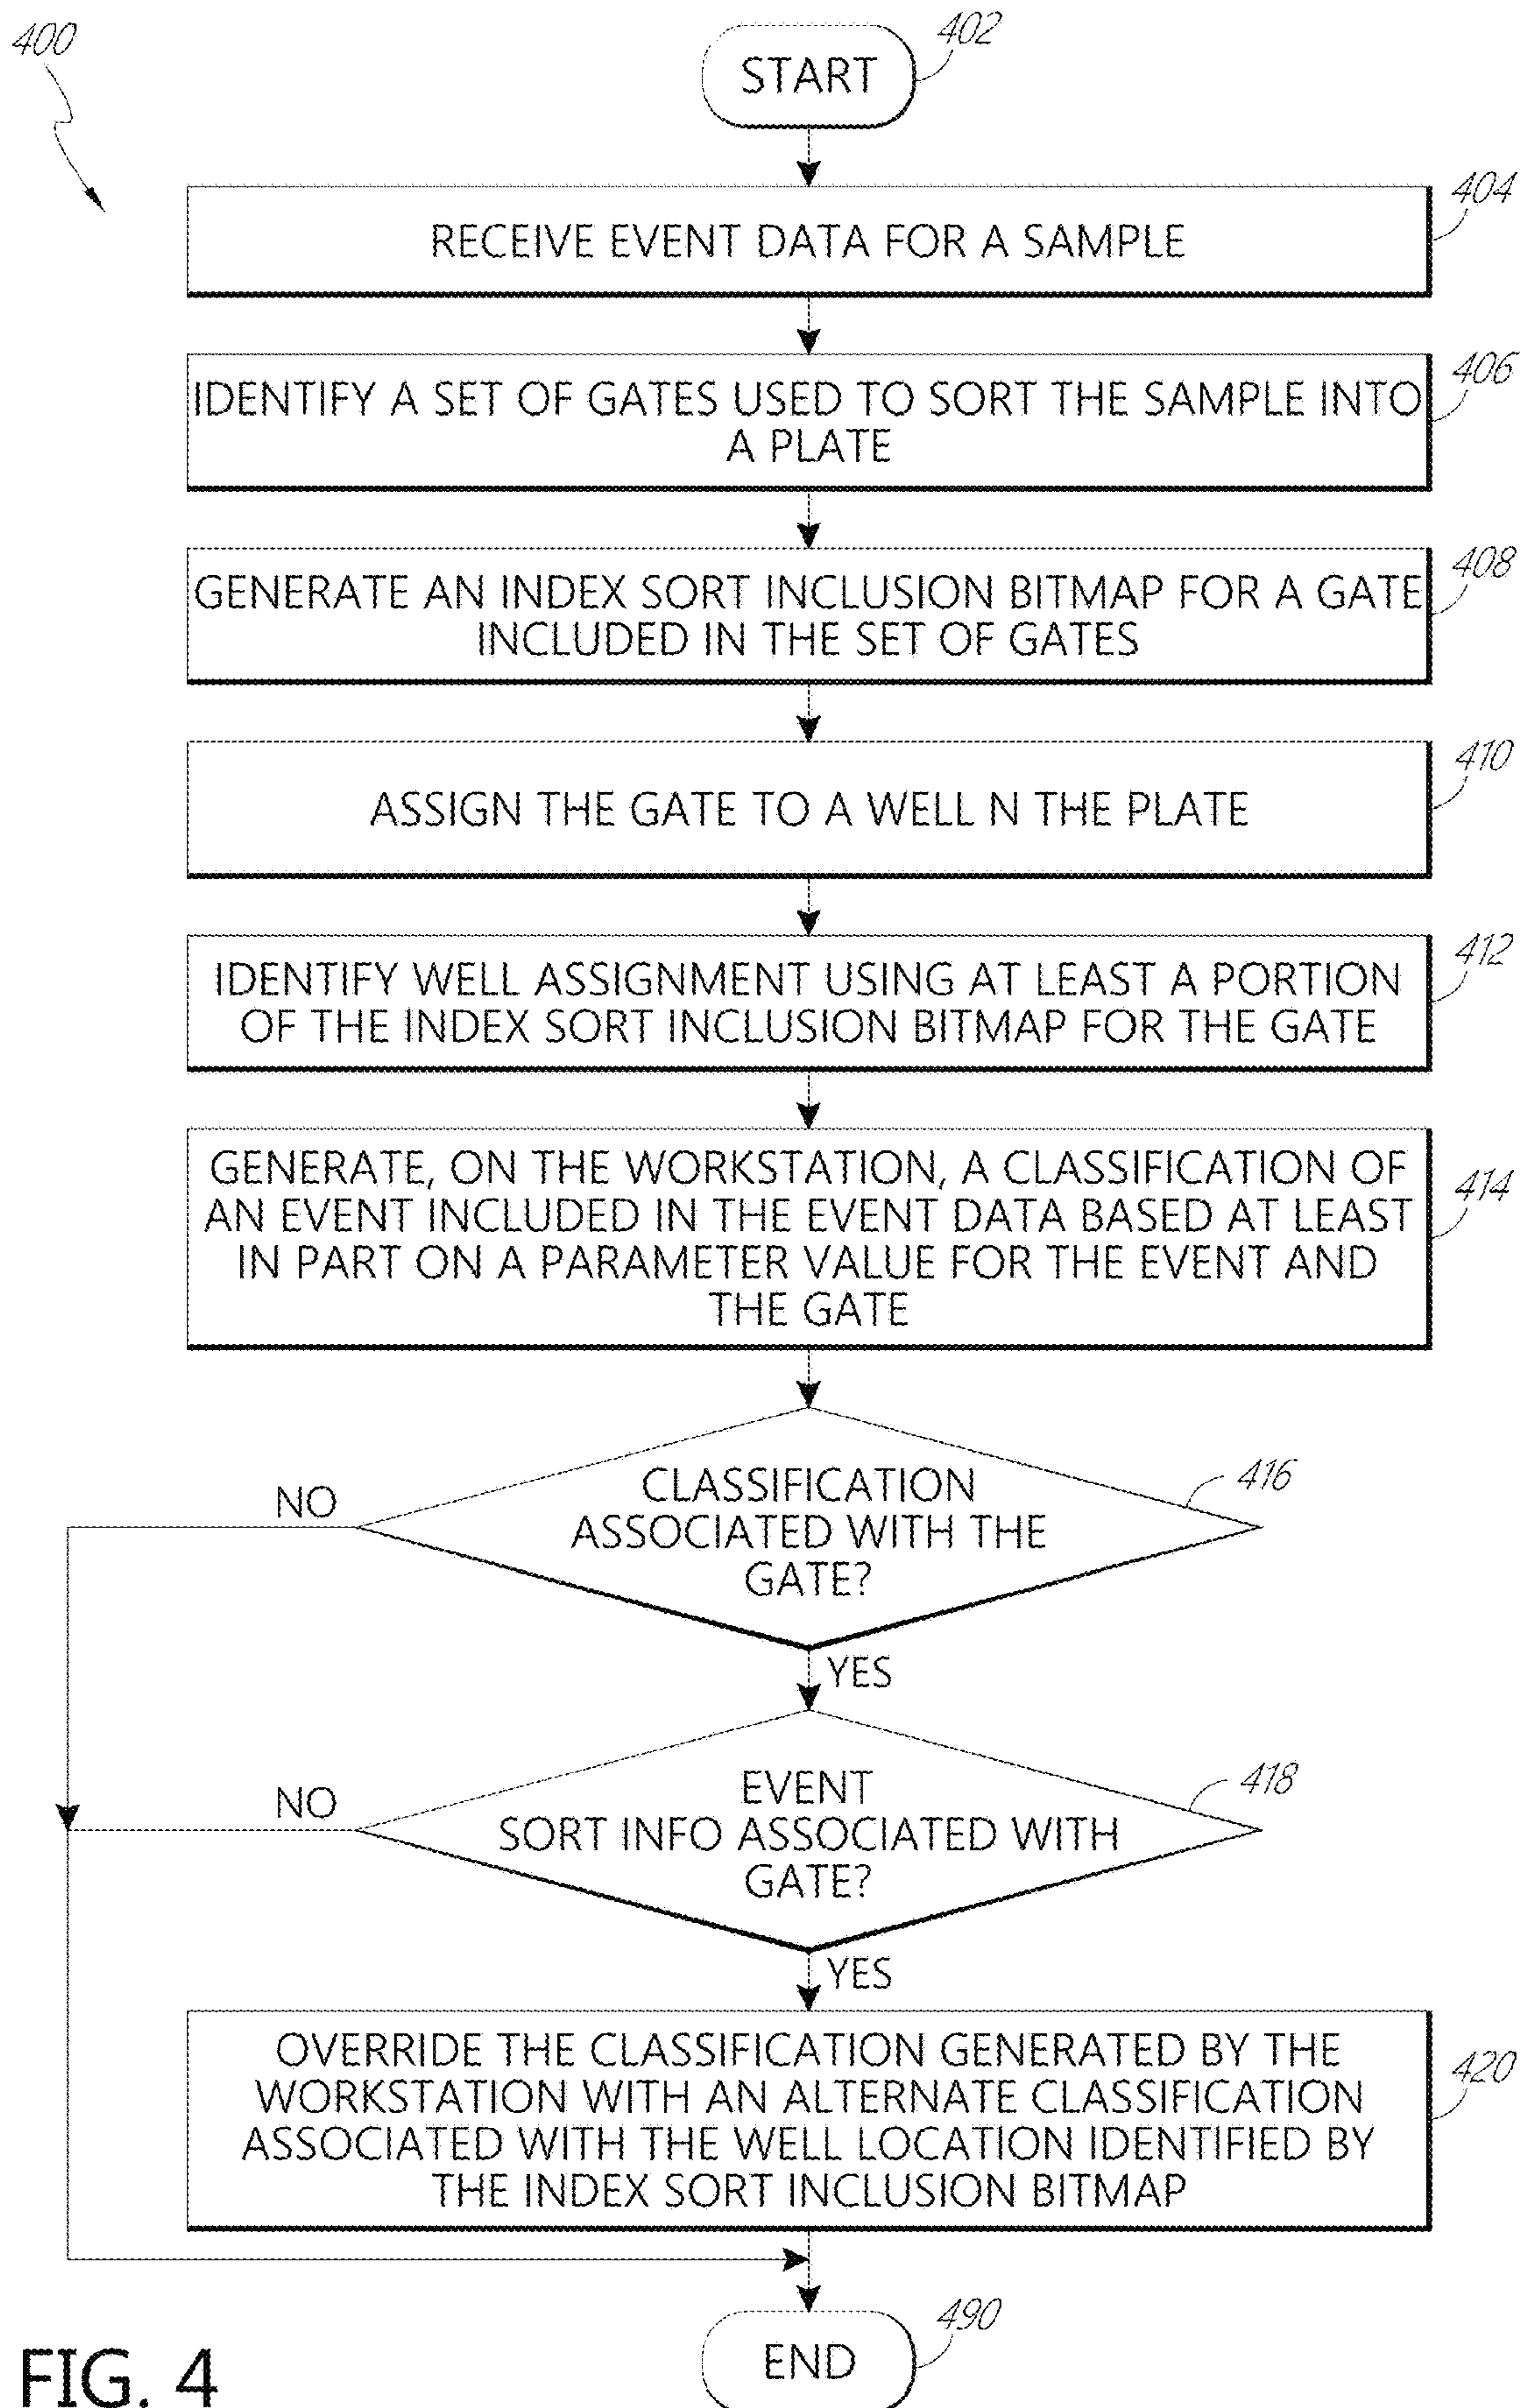 400
402
START
404
RECEIVE EVENT DATA FOR A SAMPLE
406
IDENTIFY A SET OF GATES USED TO SORT THE SAMPLE INTO
A PLATE
408
GENERATE AN INDEX SORT INCLUSION BITMAP FOR A GATE
INCLUDED IN THE SET OF GATES
410
ASSIGN THE GATE TO A WELL N THE PLATE
412
IDENTIFY WELL ASSIGNMENT USING AT LEAST A PORTION
OF THE INDEX SORT INCLUSION BITMAP FOR THE GATE
414
GENERATE, ON THE WORKSTATION, A CLASSIFICATION OF
AN EVENT INCLUDED IN THE EVENT DATA BASED AT LEAST
IN PART ON A PARAMETER VALUE FOR THE EVENT AND
THE GATE
416
CLASSIFICATION
ASSOCIATED WITH THE
GATE?
NO
YES
418
EVENT
SORT INFO ASSOCIATED WITH
GATE?
NO
YES
420
OVERRIDE THE CLASSIFICATION GENERATED BY THE
WORKSTATION WITH AN ALTERNATE CLASSIFICATION
ASSOCIATED WITH THE WELL LOCATION IDENTIFIED BY
THE INDEX SORT INCLUSION BITMAP
490
END
FIG. 4